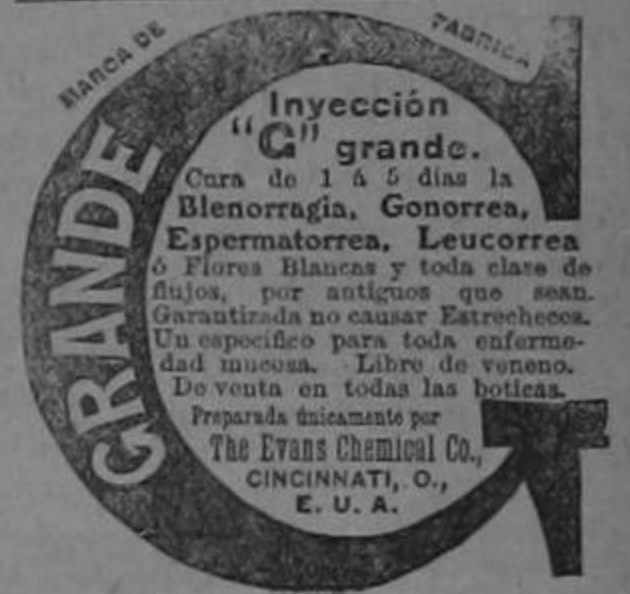 MARCA DE FABRICA
GRANDE
Inyección
"G" grande.
Cura de 1 á 5 días la
Blenorragia, Gonorrea,
Espermatorrea, Leucorrea
ó Flores Blancas y toda clase de
flujos, por antiguos que sean.
Garantizada no causar Estrecheces.
Un especifico para toda enferme-
dad mucosa. Libre de veneno.
De venta en todas las boticas.
Preparada únicamente por
The Evans Chemical Co.,
CINCINNATI, O.,
E. U. A.